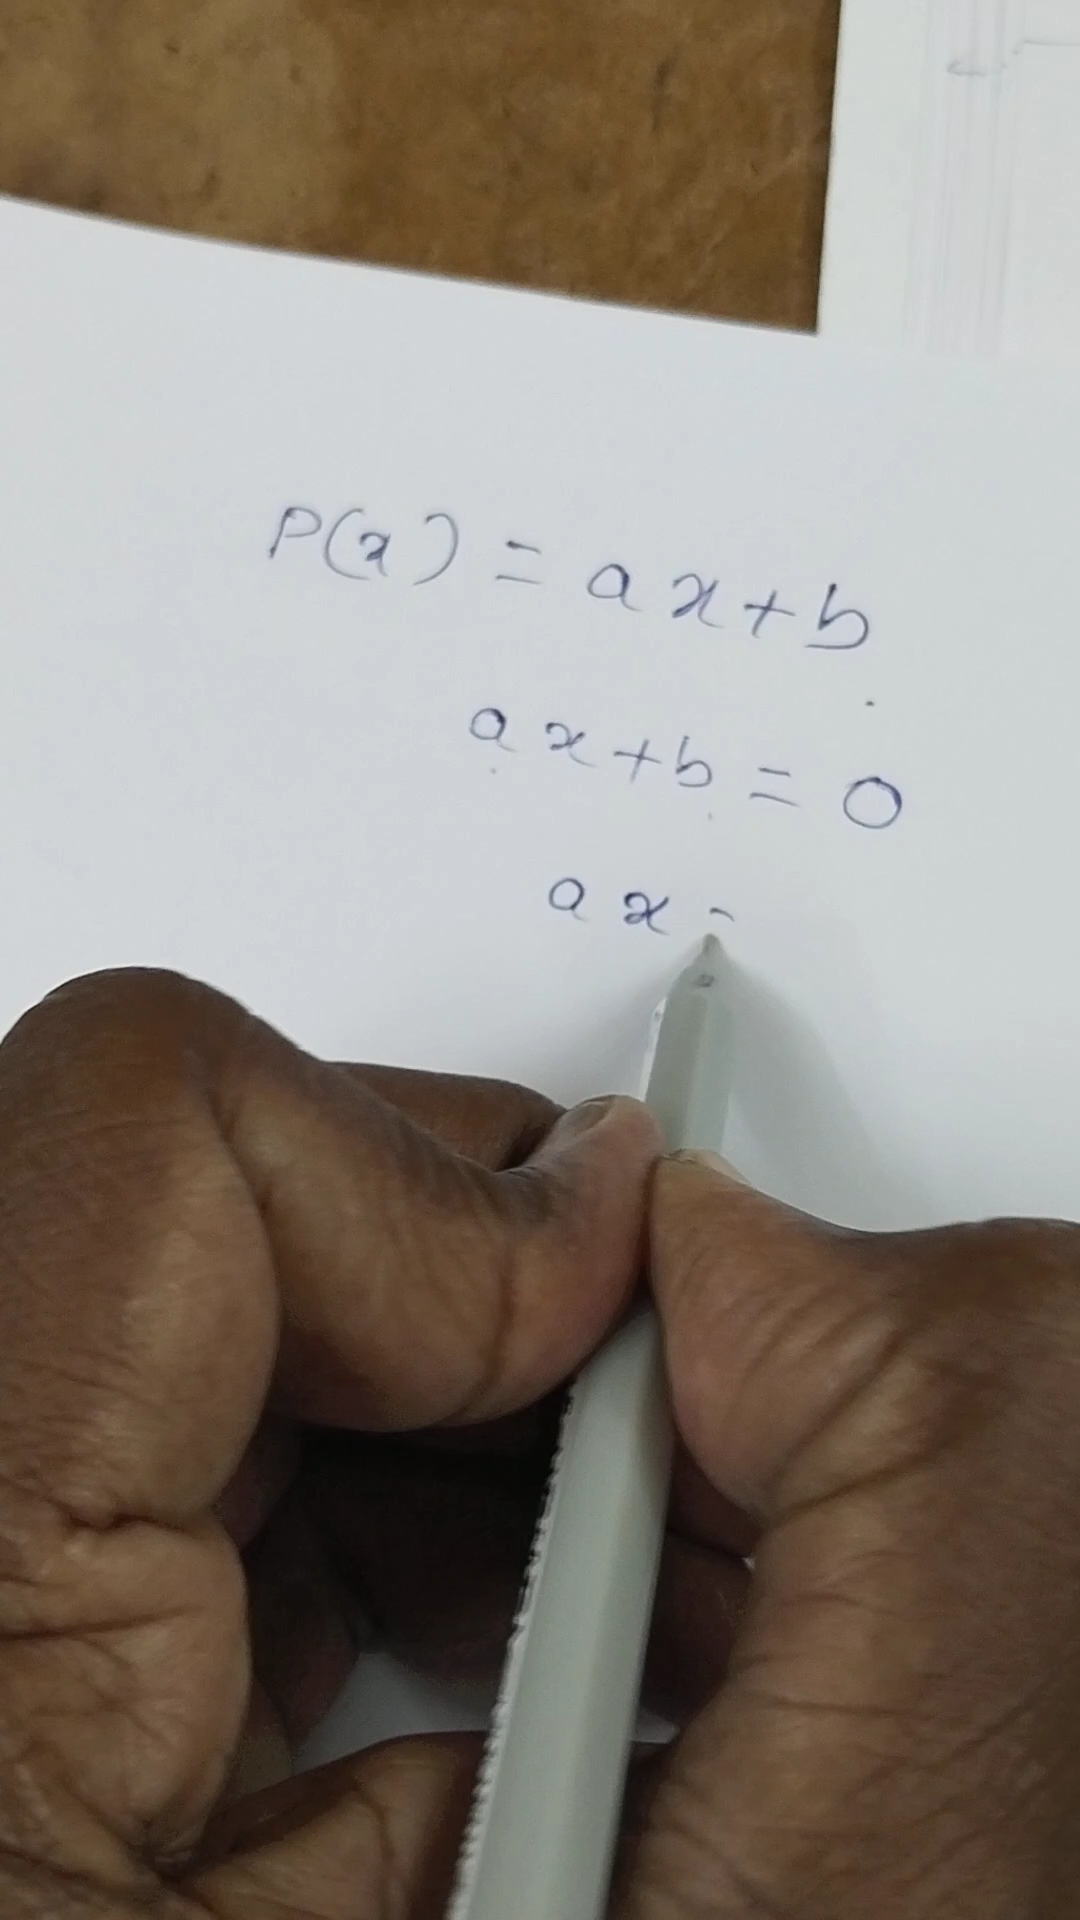 P(x) = ax+b
ax+b = 0
ax =